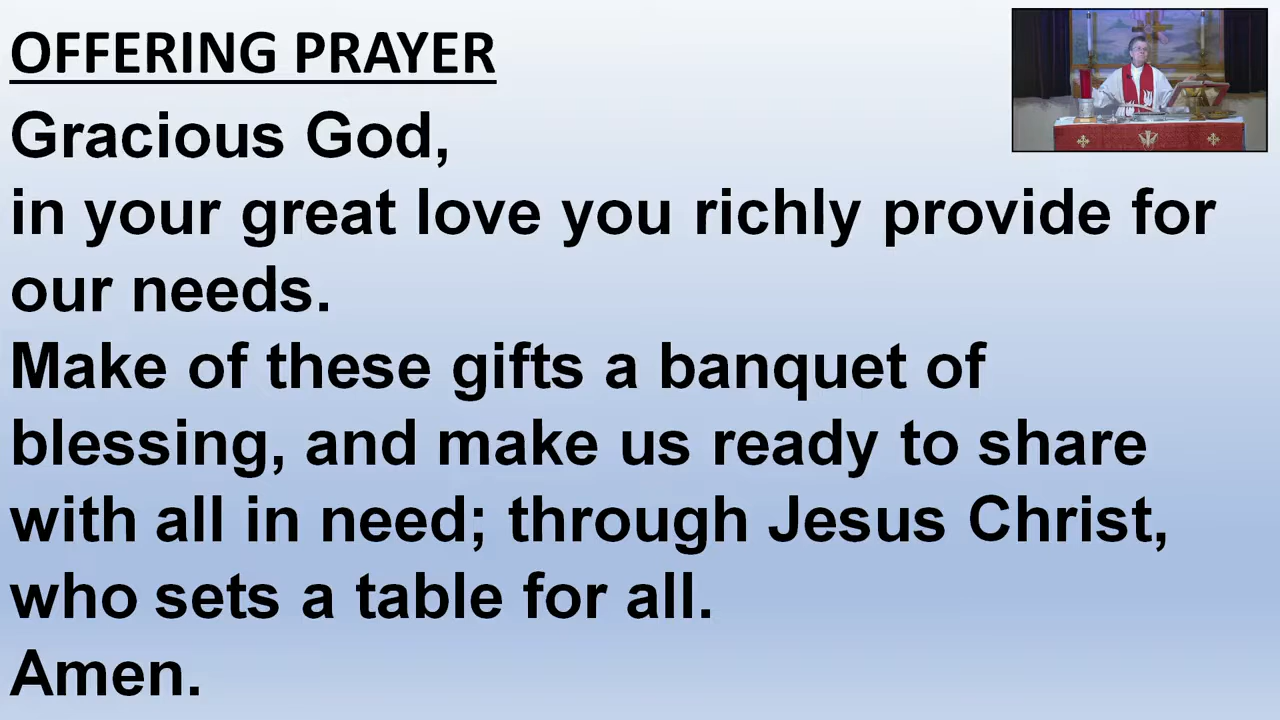 OFFERING PRAYER
Gracious God,
in your great love you richly provide for
our needs.
Make of these gifts a banquet of
blessing, and make us ready to share
with all in need; through Jesus Christ,
who sets a table for all.
Amen.